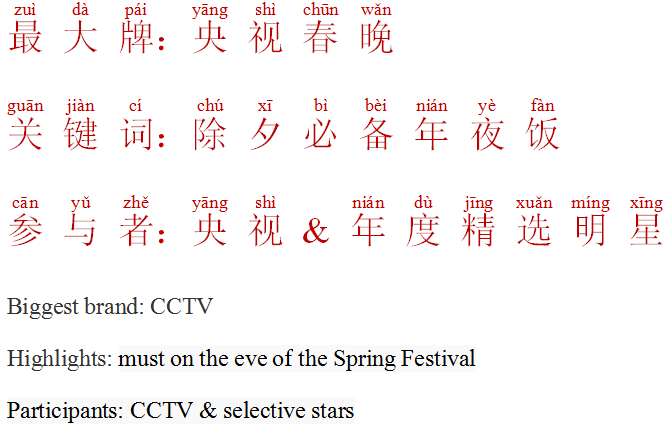 zuì dà pái yāng shì chūn wǎn
最大牌：央视春晚
guān jiàn cí chú xī bì bèi nián yè fàn
关键词：除夕必备年夜饭
cān yǔ zhě yāng shì nián dù jīng xuǎn míng xīng
参与者：央视&年度精选明星
Biggest brand: CCTV
Highlights: must on the eve of the Spring Festival
Participants: CCTV & selective stars